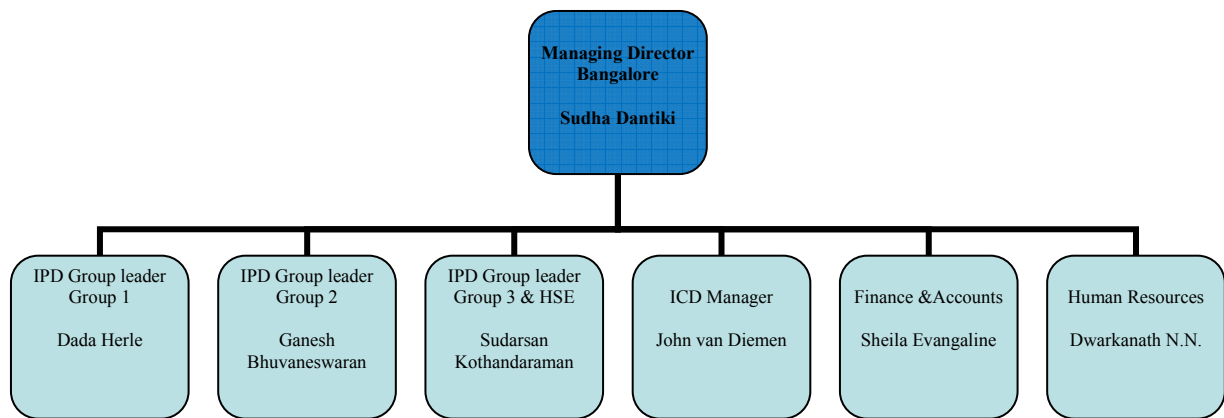 Managing Director
Bangalore
Sudha Dantiki
IPD Group leader
Group 1
Dada Herle
IPD Group leader
Group 2
Ganesh
Bhuvaneswaran
IPD Group leader
Group 3 & HSE
Sudarsan
Kothandaraman
ICD Manager
John van Diemen
Finance &Accounts
Sheila Evangaline
Human Resources
Dwarkanath N.N.